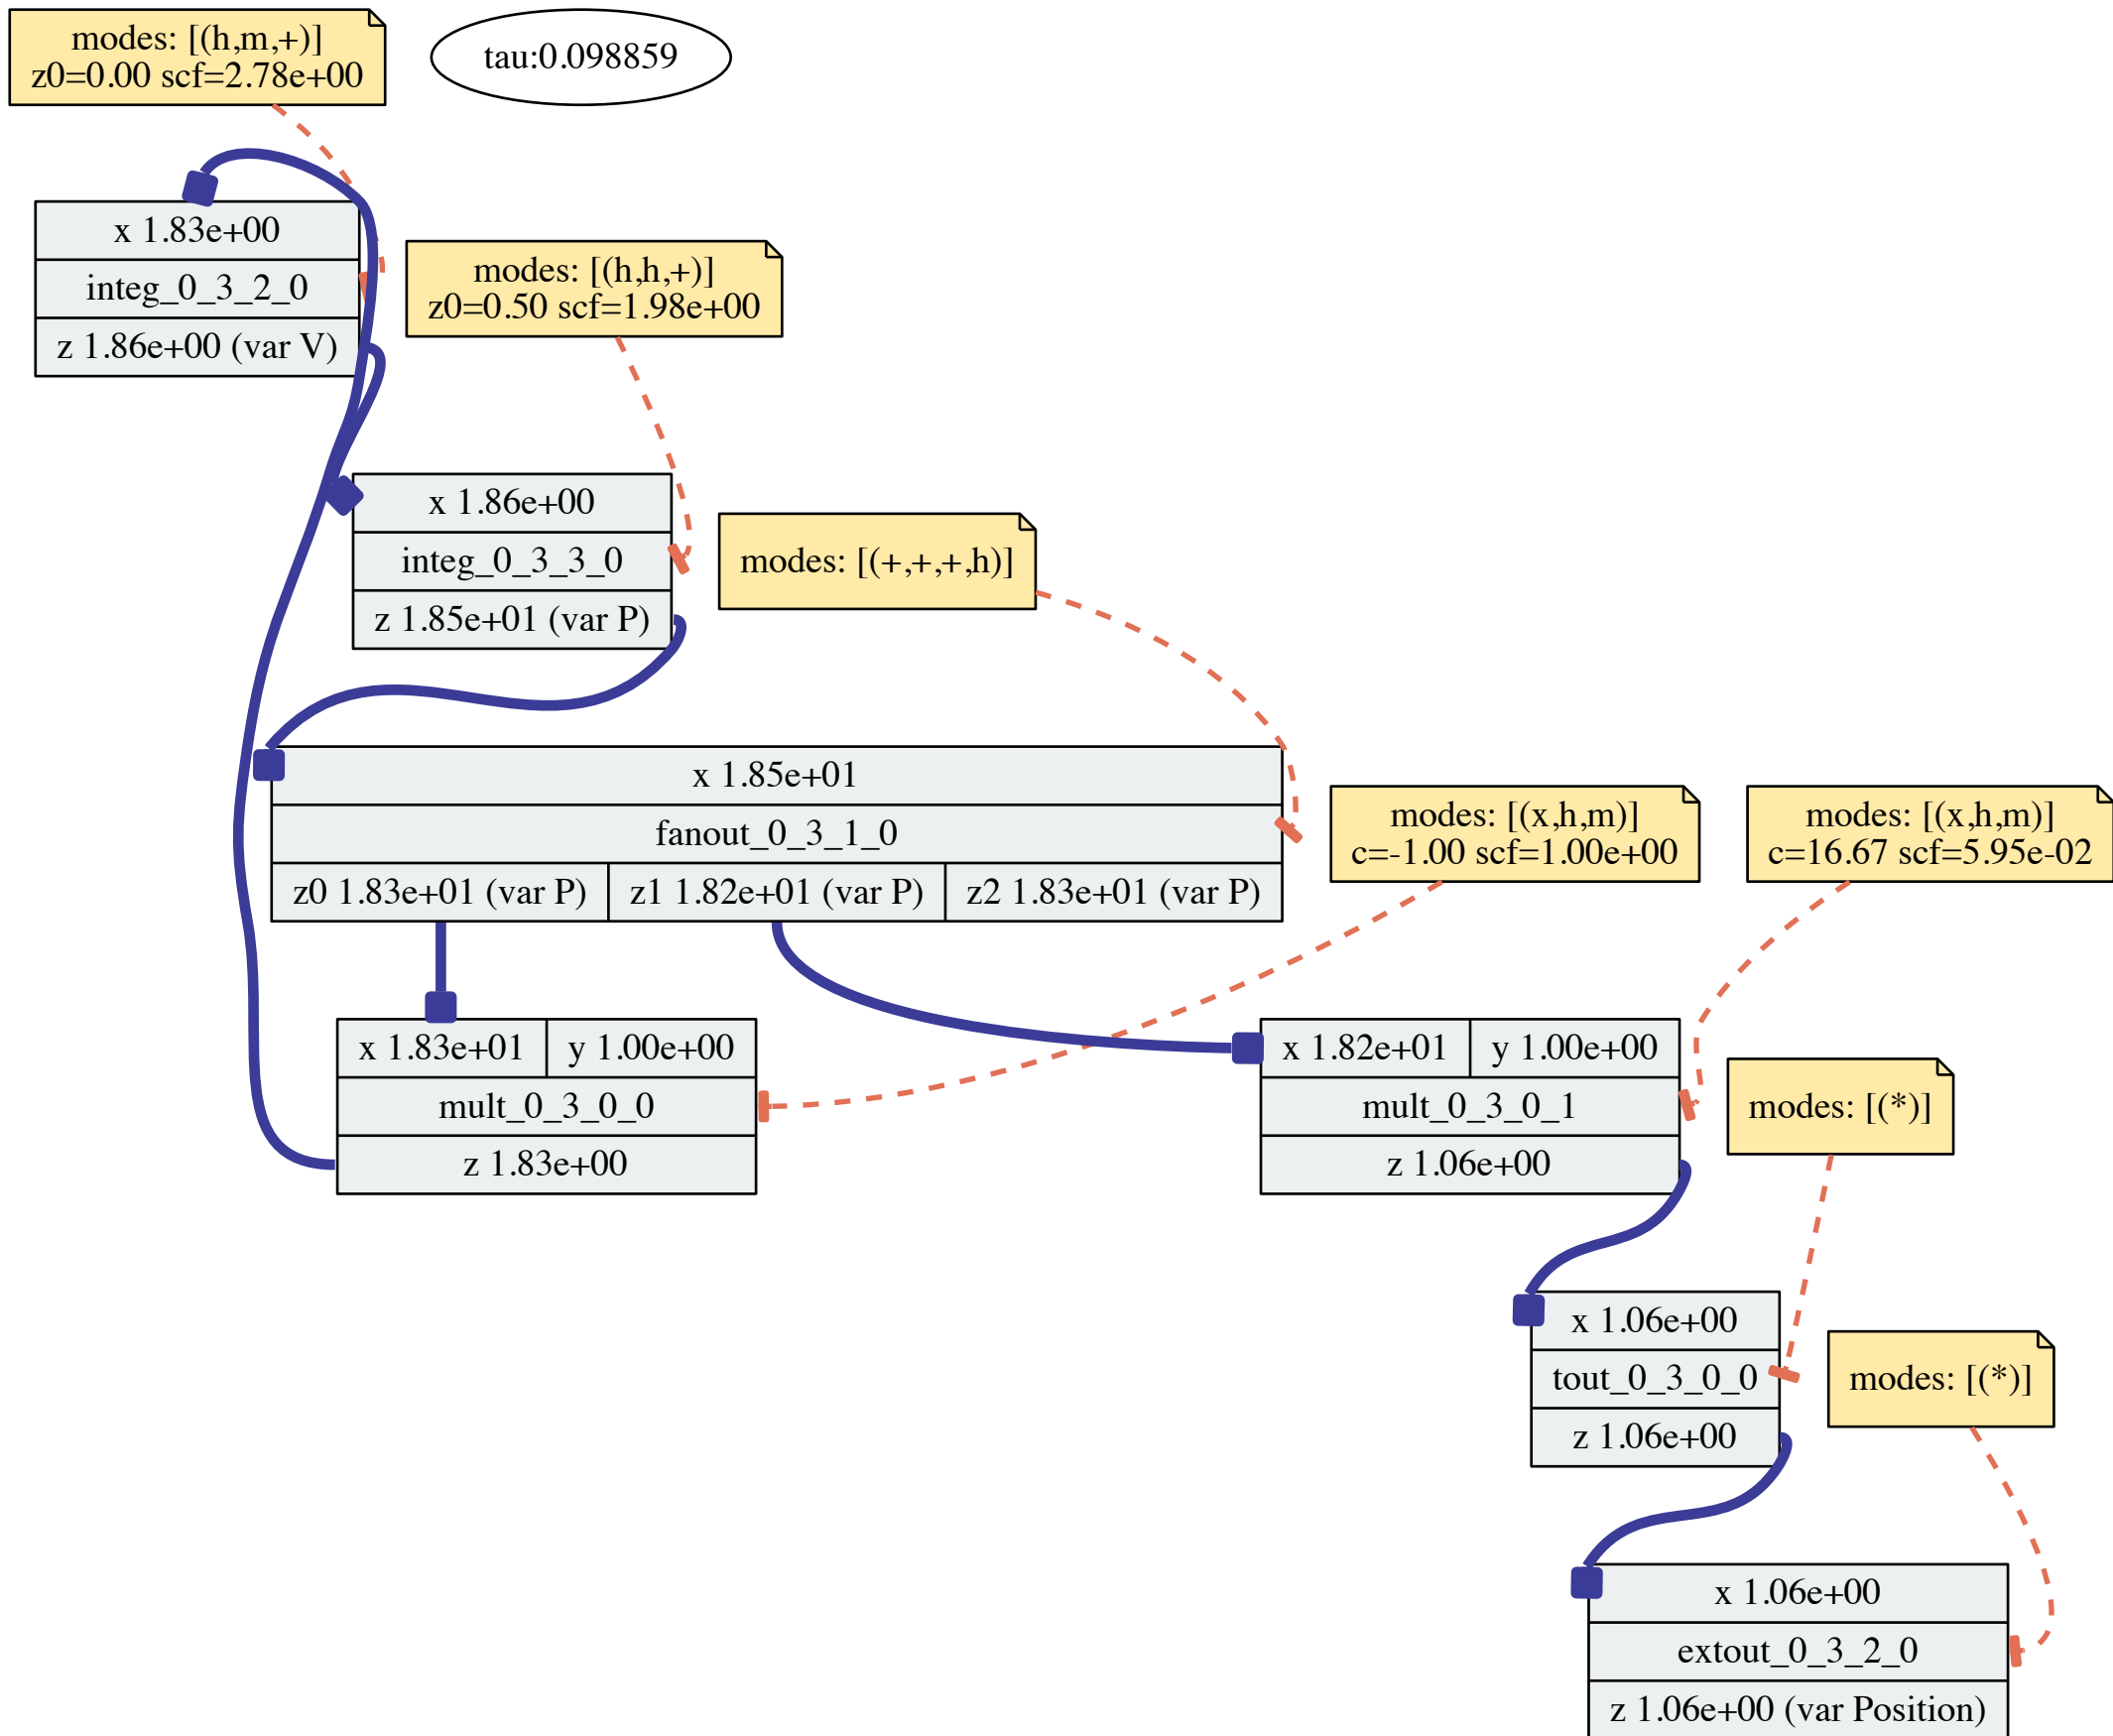 modes: [(h,m,+)]
z0=0.00 scf=2.78e+00
tau:0.098859
x 1.83e+00
integ_0_3_2_0
z 1.86e+00 (var V)
modes: [(h,h,+)]
z0=0.50 scf=1.98e+00
x 1.86e+00
integ_0_3_3_0
z 1.85e+01 (var P)
modes: [(+,+,+,h)]
x 1.85e+01
fanout_0_3_1_0
z0 1.83e+01 (var P)
z1 1.82e+01 (var P)
z2 1.83e+01 (var P)
modes: [(x,h,m)]
c=-1.00 scf=1.00e+00
modes: [(x,h,m)]
c=16.67 scf=5.95e-02
x 1.83e+01
y 1.00e+00
mult_0_3_0_0
z 1.83e+00
x 1.82e+01
y 1.00e+00
mult_0_3_0_1
z 1.06e+00
modes: [(*)]
x 1.06e+00
tout_0_3_0_0
z 1.06e+00
modes: [(*)]
x 1.06e+00
extout_0_3_2_0
z 1.06e+00 (var Position)